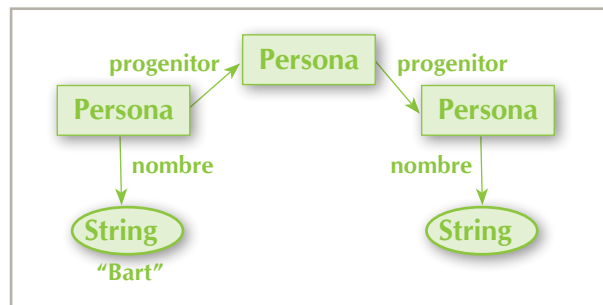 progenitor
Persona
progenitor
Persona
Persona
nombre
nombre
String
String
“Bart”